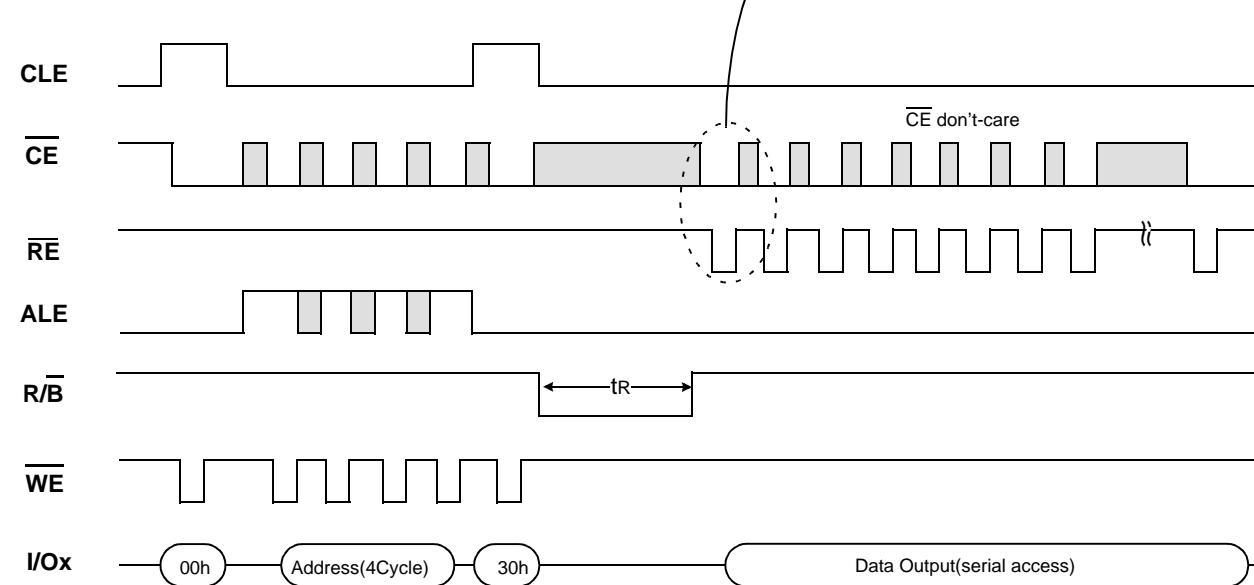 CLE
CE don't-care
CE
RE
ALE
R/B
tR
WE
I/Ox
00h
Address(4Cycle)
30h
Data Output(serial access)